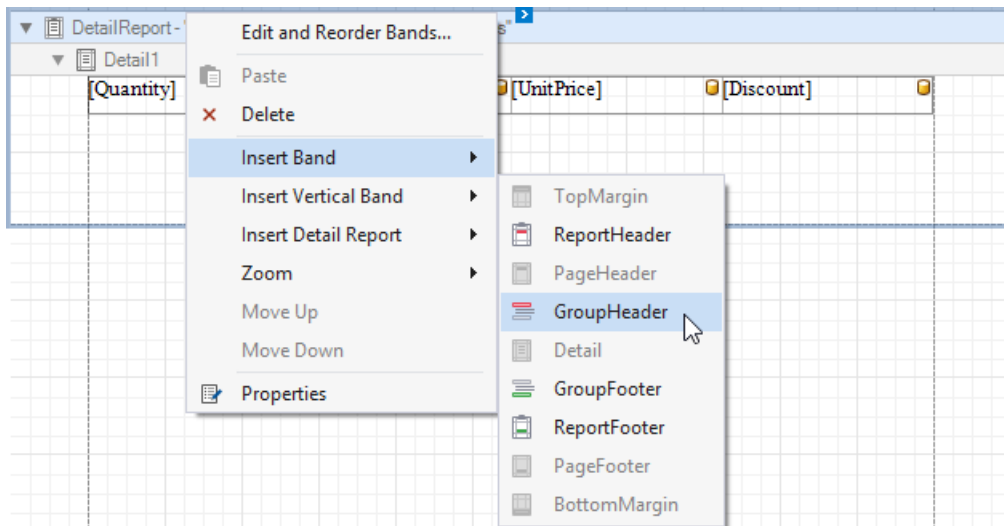 DetailReport - "
s"
Detail1
[Quantity]
[UnitPrice]
[Discount]
Edit and Reorder Bands...
Paste
Delete
Insert Band
Insert Vertical Band
Insert Detail Report
Zoom
Move Up
Move Down
Properties
TopMargin
ReportHeader
PageHeader
GroupHeader
Detail
GroupFooter
ReportFooter
PageFooter
BottomMargin